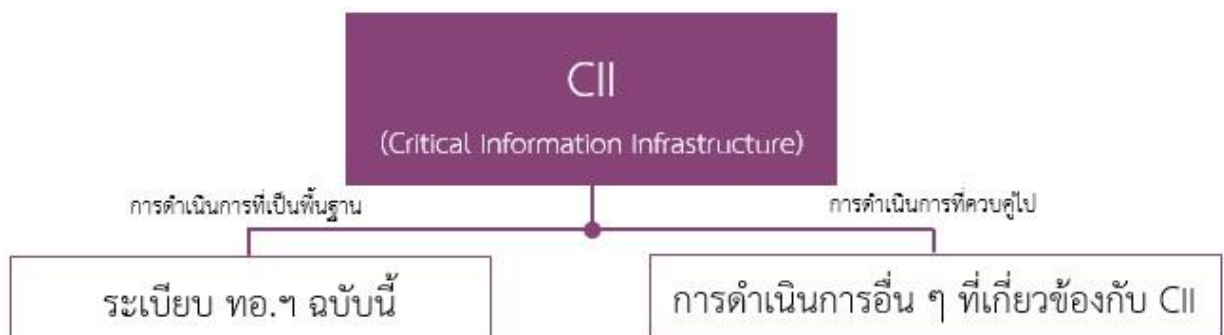 CII
(Critical Information Infrastructure)
การดำเนินการที่เป็นพื้นฐาน
การดำเนินการที่ควบคู่ไป
ระเบียบ ทอ.ฯ ฉบับนี้
การดำเนินการอื่น ๆ ที่เกี่ยวข้องกับ CII